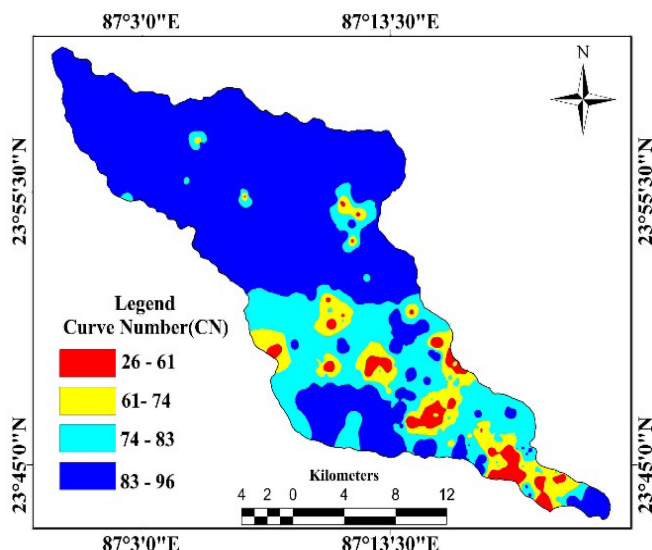 87°3'0"E 87°13'30"E
N
23°55'30"N 23°55'30"N
Legend
Curve Number(CN)
26 - 61
61- 74
74 - 83
83 - 96
23°45'0"N 23°45'0"N
Kilometers
4 2 0 4 8 12
87°3'0"E 87°13'30"E